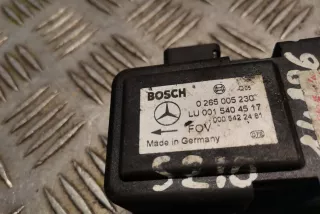 BOSCH
0 265 005 230
LU 001 540 45 17
000 542 24 61
FOV
Made in Germany
S210